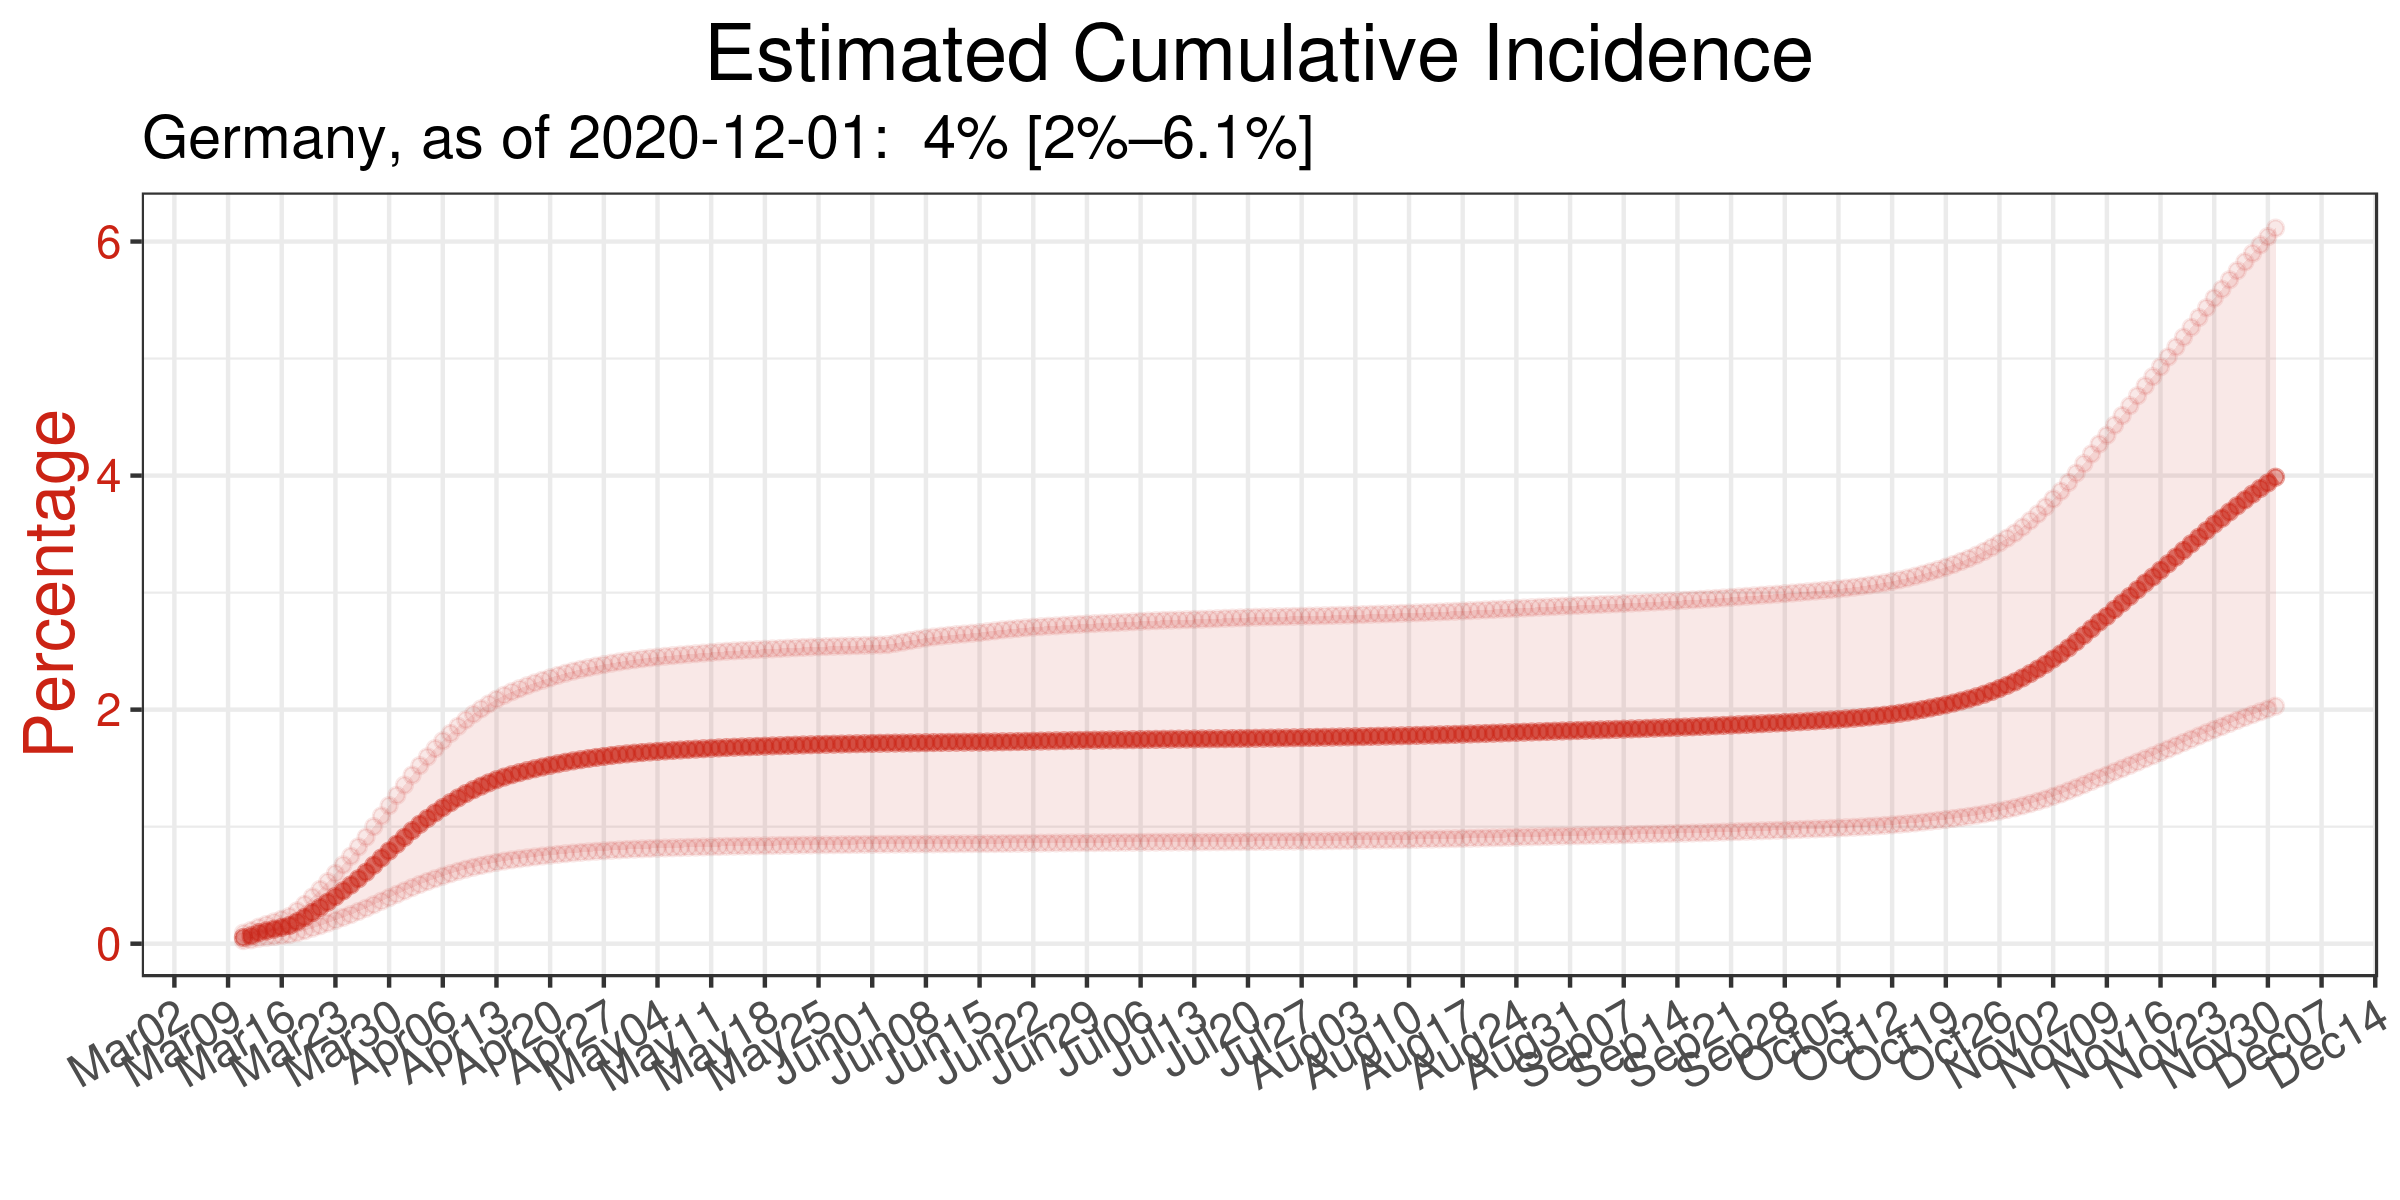 Estimated Cumulative Incidence
Germany, as of 2020-12-01:  4% [2%–6.1%]
Percentage
6
4
2
0
Mar02
Mar09
Mar16
Mar23
Mar30
Apr06
Apr13
Apr20
Apr27
May04
May11
May18
May25
Jun01
Jun08
Jun15
Jun22
Jun29
Jul06
Jul13
Jul20
Jul27
Aug03
Aug10
Aug17
Aug24
Aug31
Sep07
Sep14
Sep21
Sep28
Oct05
Oct12
Oct19
Oct26
Nov02
Nov09
Nov16
Nov23
Nov30
Dec07
Dec14